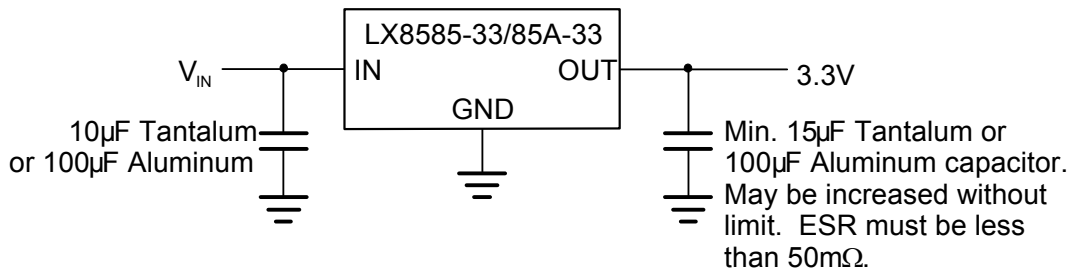 LX8585-33/85A-33
VIN
IN
OUT
3.3V
GND
10µF Tantalum
or 100µF Aluminum
Min. 15µF Tantalum or
100µF Aluminum capacitor.
May be increased without
limit. ESR must be less
than 50mΩ.